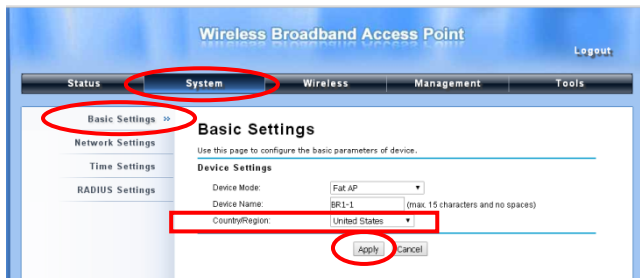 Wireless Broadband Access Point
Logout
Status System Wireless Management Tools
Basic Settings »
Network Settings
Time Settings
RADIUS Settings
Basic Settings
Use this page to configure the basic parameters of device.
Device Settings
Device Mode: Fat AP
Device Name: BR1-1 (max. 15 characters and no spaces)
Country/Region: United States
Apply Cancel